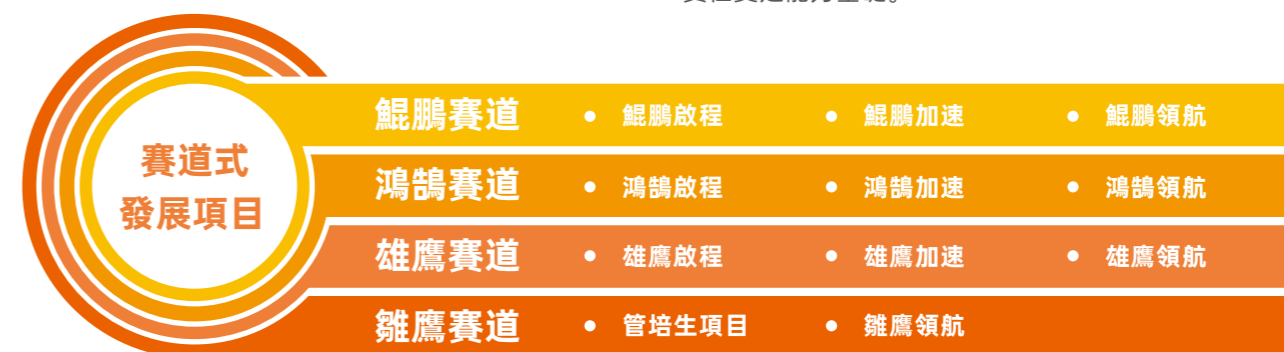 賽道式
發展項目
鯤鵬賽道 • 鯤鵬啟程 • 鯤鵬加速 • 鯤鵬領航
鴻鵠賽道 • 鴻鵠啟程 • 鴻鵠加速 • 鴻鵠領航
雄鷹賽道 • 雄鷹啟程 • 雄鷹加速 • 雄鷹領航
雛鷹賽道 • 管培生項目 • 雛鷹領航